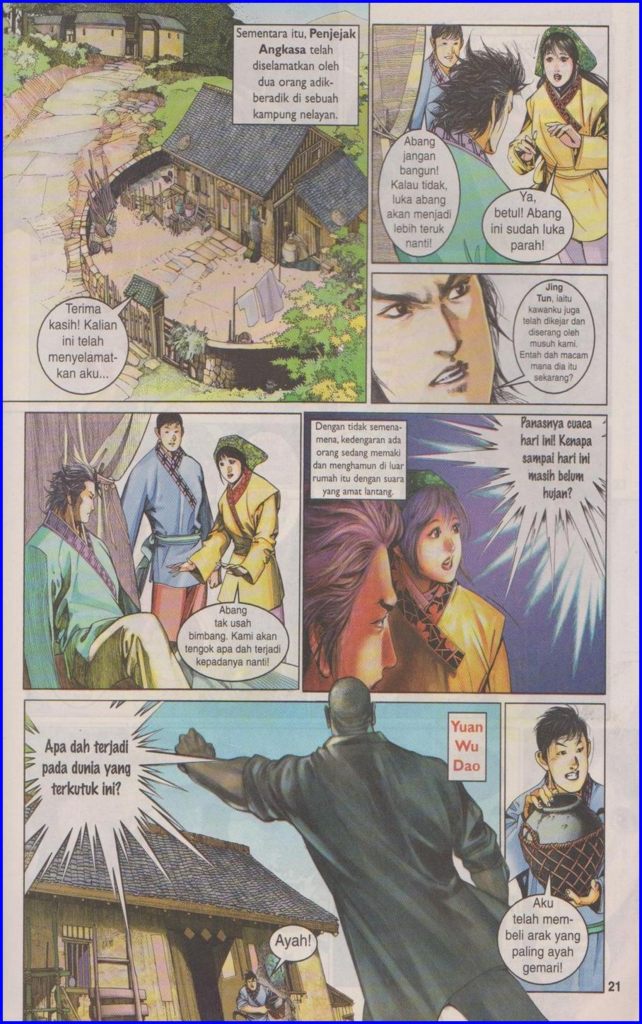 Sementara itu, Penjejak
Angkasa telah
diselamatkan oleh
dua orang adik-
beradik di sebuah
kampung nelayan.
Terima
kasih! Kalian
ini telah
menyelamat-
kan aku...
Abang
jangan
bangun!
Kalau tidak,
luka abang
akan menjadi
lebih teruk
nanti!
Ya,
betul! Abang
ini sudah luka
parah!
Jing
Tun, iaitu
kawanku juga
telah dikejar dan
diserang oleh
musuh kami.
Entah dah macam
mana dia itu
sekarang?
Abang
tak usah
bimbang. Kami akan
tengok apa dah terjadi
kepadanya nanti!
Dengan tidak semena-
mena, kedengaran ada
orang sedang memaki
dan menghamun di luar
rumah itu dengan suara
yang amat lantang.
Panasnya cuaca
hari ini! Kenapa
sampai hari ini
masih belum
hujan?
Apa dah terjadi
pada dunia yang
terkutuk ini?
Yuan
Wu
Dao
Ayah!
Aku
telah mem-
beli arak yang
paling ayah
gemari!
21